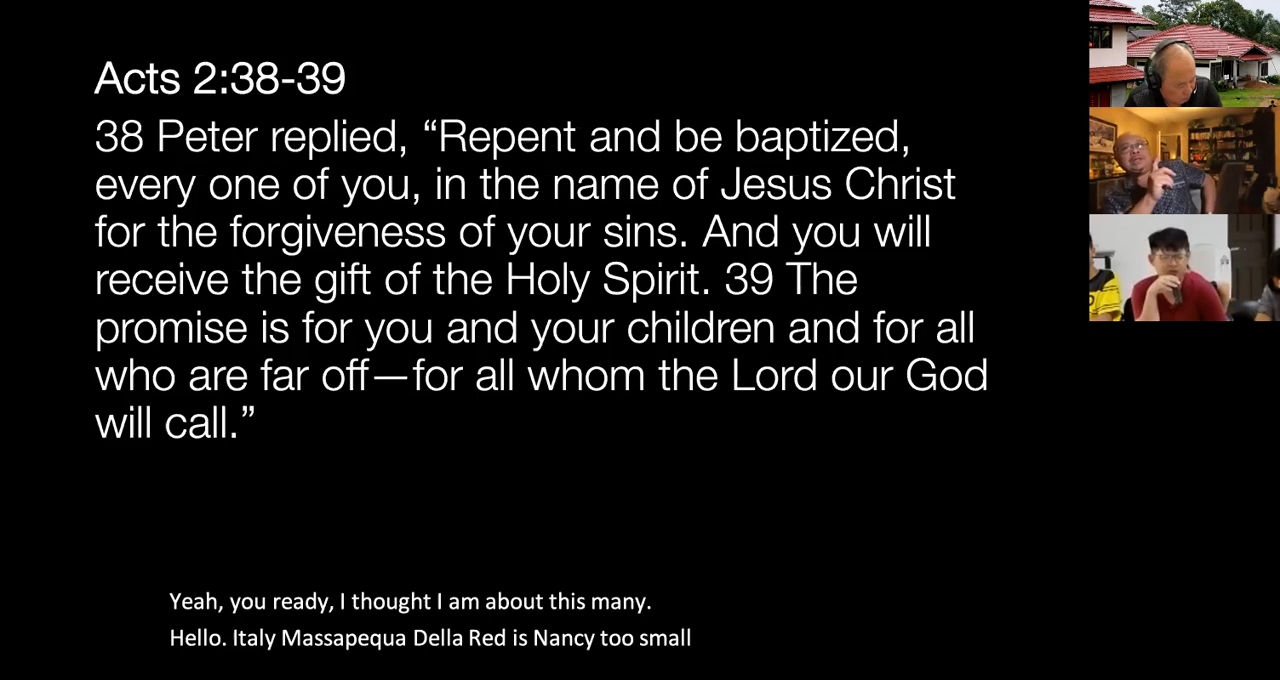 Acts 2:38-39
38 Peter replied, “Repent and be baptized,
every one of you, in the name of Jesus Christ
for the forgiveness of your sins. And you will
receive the gift of the Holy Spirit. 39 The
promise is for you and your children and for all
who are far off—for all whom the Lord our God
will call.”
Yeah, you ready, I thought I am about this many.
Hello. Italy Massapequa Della Red is Nancy too small